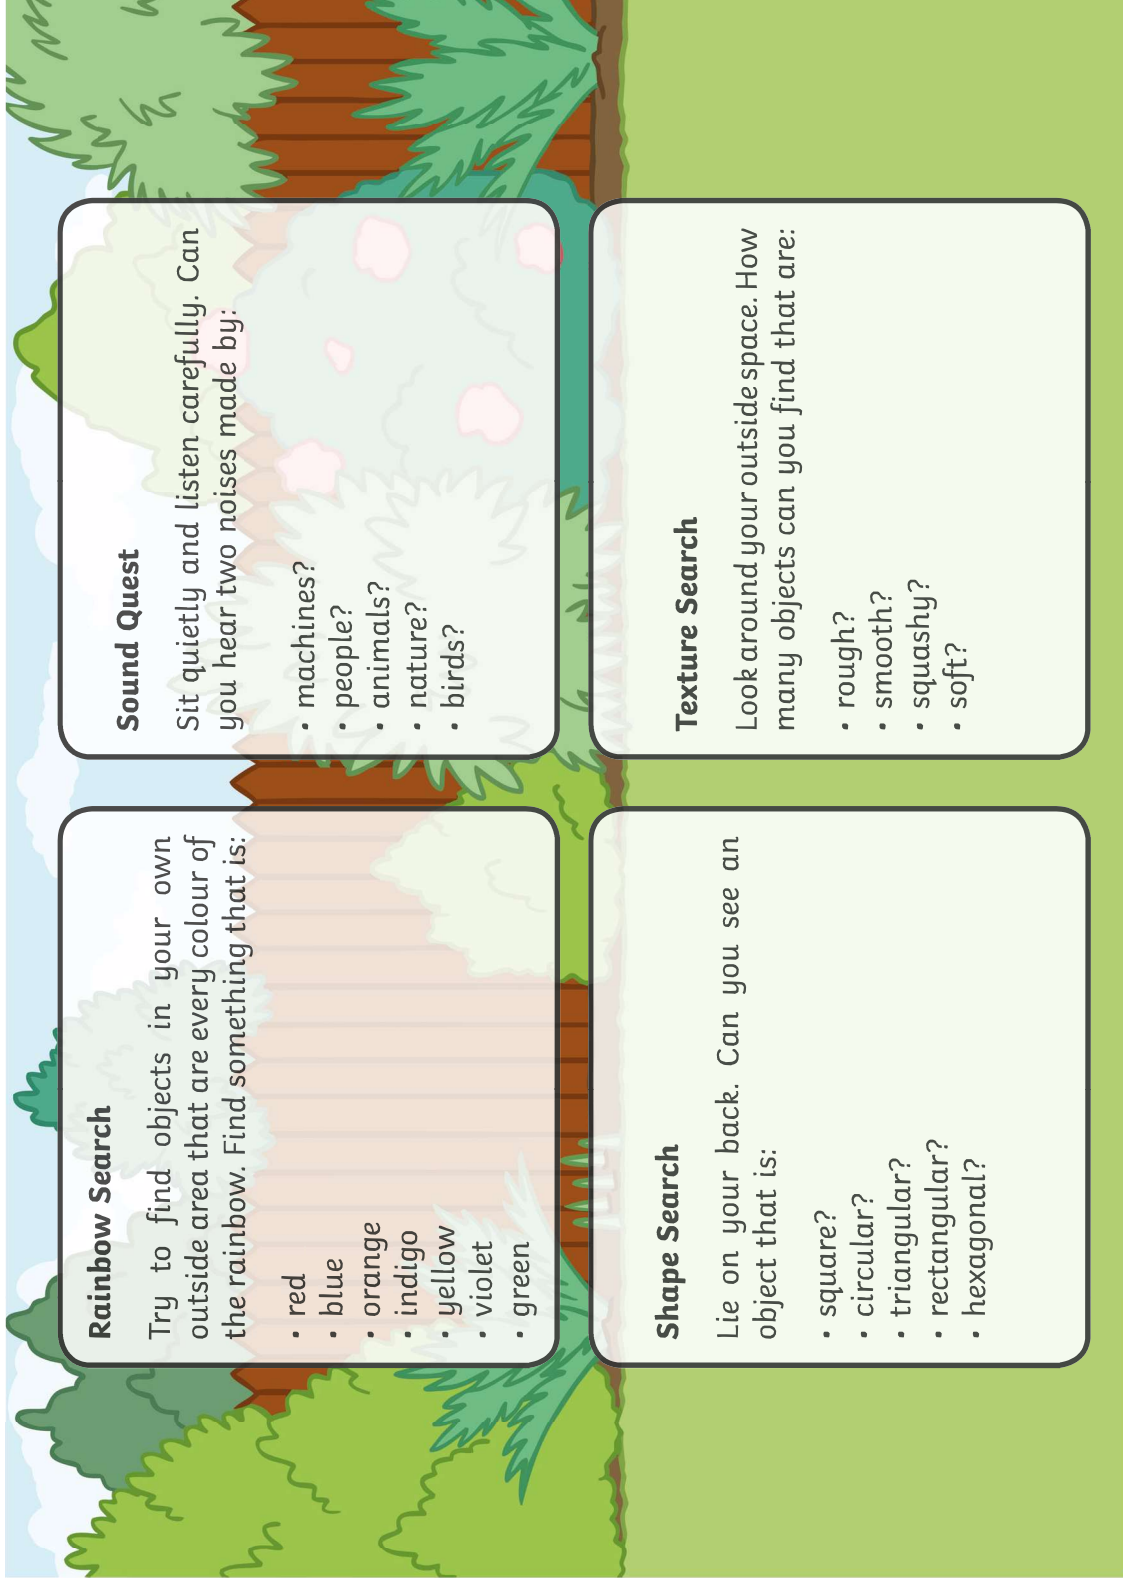 Rainbow Search
Try to find objects in your own
outside area that are every colour of
the rainbow. Find something that is:
• red
• blue
• orange
• indigo
• yellow
• violet
• green
Sound Quest
Sit quietly and listen carefully. Can
you hear two noises made by:
• machines?
• people?
• animals?
• nature?
• birds?
Shape Search
Lie on your back. Can you see an
object that is:
• square?
• circular?
• triangular?
• rectangular?
• hexagonal?
Texture Search
Look around your outside space. How
many objects can you find that are:
• rough?
• smooth?
• squashy?
• soft?